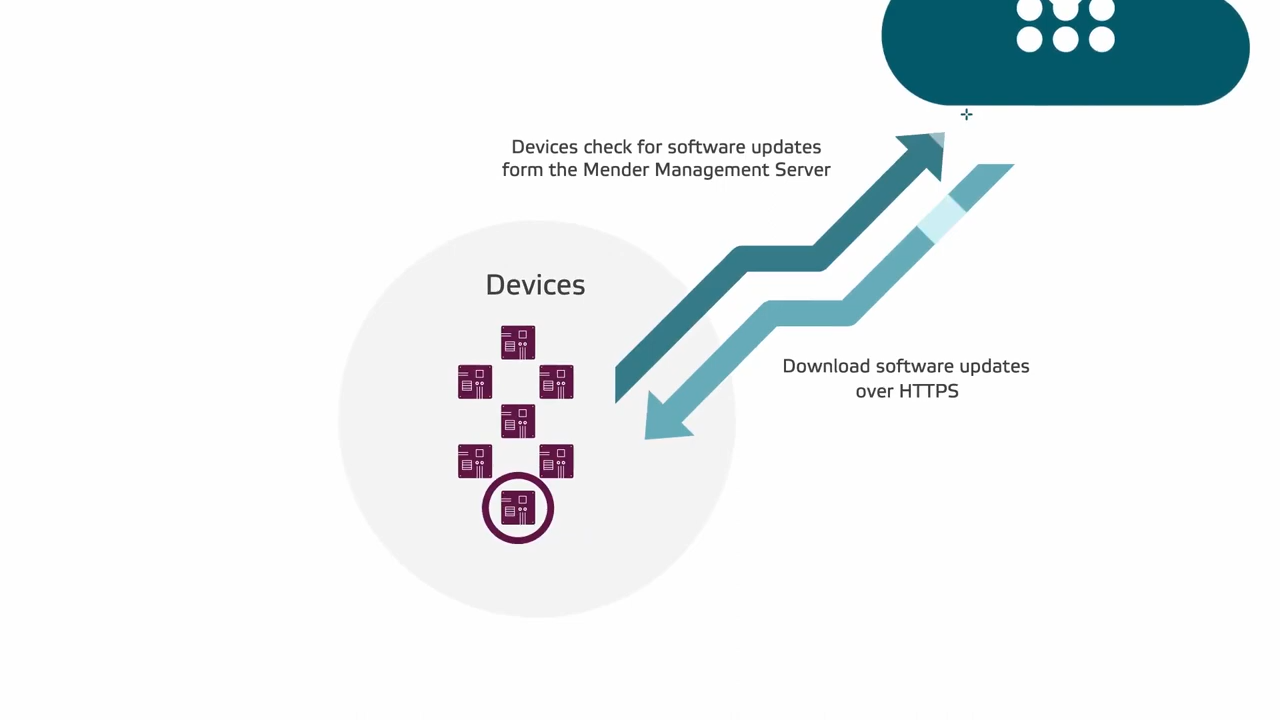 Devices check for software updates
form the Mender Management Server
Devices
Download software updates
over HTTPS